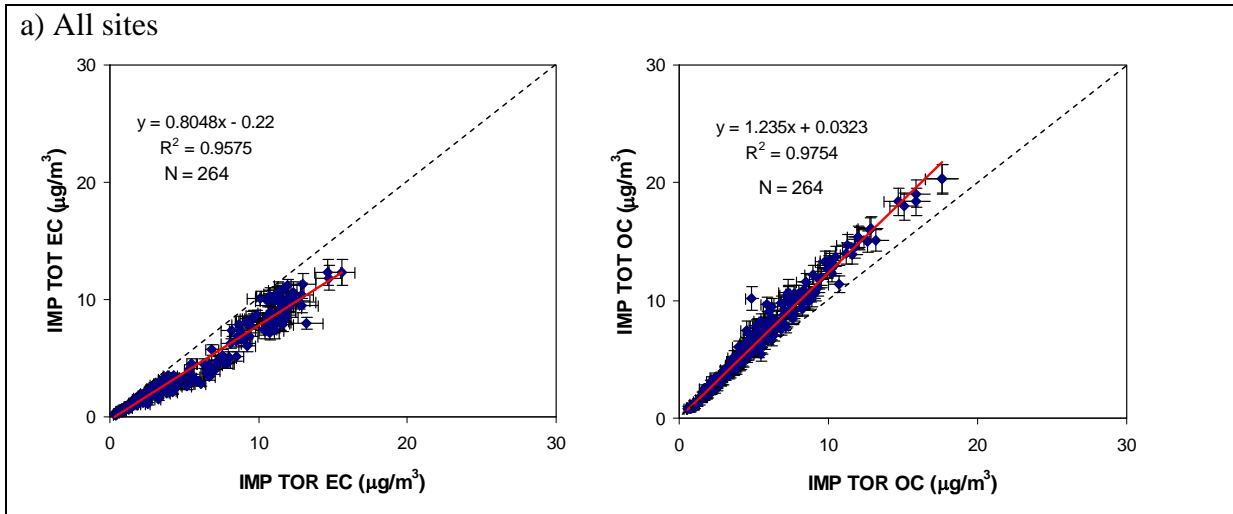 a) All sites
30
20
10
0
0
10
20
30
IMP TOT EC (μg/m³)
IMP TOR EC (μg/m³)
y = 0.8048x - 0.22
R² = 0.9575
N = 264
30
20
10
0
0
10
20
30
IMP TOT OC (μg/m³)
IMP TOR OC (μg/m³)
y = 1.235x + 0.0323
R² = 0.9754
N = 264